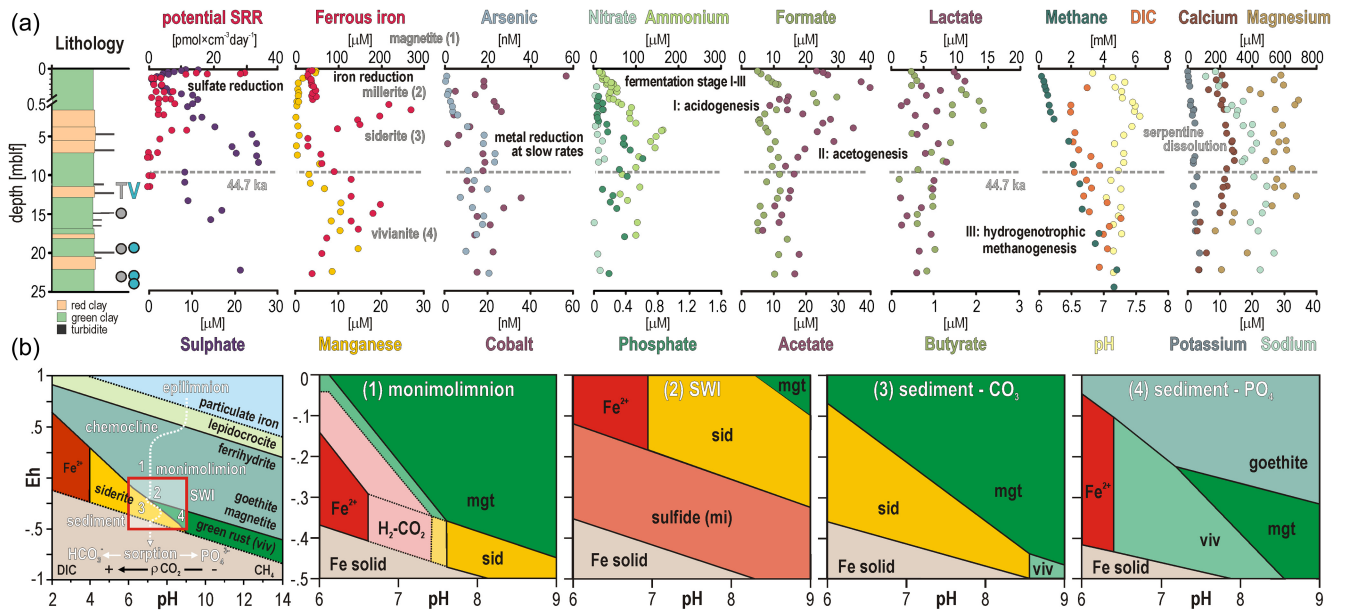 (a)
potential SRR
Ferrous iron
Arsenic
Nitrate Ammonium
Formate
Lactate
Methane DIC
Calcium Magnesium
Lithology
[pmol×cm⁻³day⁻¹]
[µM]
magnetite (1)
[nM]
[µM]
[µM]
[µM]
[mM]
[µM]
0 10 20 30 40
0 10 20 30
0 20 40 60
0 100 200 300
0 10 20 30 40
0 5 10 15 20
0 2 4 6 8
0 200 400 600 800
depth [mblf]
0
0.5
5
10
15
20
25
sulfate reduction
iron reduction
millerite (2)
siderite (3)
vivianite (4)
metal reduction
at slow rates
fermentation stage I-III
I: acidogenesis
II: acetogenesis
III: hydrogenotrophic
methanogenesis
serpentine
dissolution
44.7 ka
44.7 ka
TV
red clay
green clay
turbidite
0 10 20 30 40
0 10 20 30
0 20 40 60
0 0.4 0.8 1.2 1.6
0 10 20 30 40
0 1 2 3
6 6.5 7 7.5 8
0 10 20 30 40
[µM]
[µM]
[nM]
[µM]
[µM]
[µM]
[µM]
Sulphate
Manganese
Cobalt
Phosphate
Acetate
Butyrate
pH
Potassium Sodium
(b)
Eh
1
.5
0
-.5
-1
epilimnion
particulate iron
lepidocrocite
chemocline
ferrihydrite
1 monimolimion
Fe²⁺
2 SWI
siderite 3
4
goethite
magnetite
sediment
green rust (viv)
HCO₃⁻ sorption PO₄³⁻
DIC + ρCO₂ - CH₄
2 4 6 8 10 12 14
pH
(1) monimolimnion
0
-.1
-.2
-.3
-.4
-.5
mgt
Fe²⁺
H₂-CO₂
sid
Fe solid
6 7 8 9
pH
(2) SWI
mgt
Fe²⁺
sid
sulfide (mi)
Fe solid
6 7 8 9
pH
(3) sediment - CO₃
mgt
sid
Fe solid
viv
6 7 8 9
pH
(4) sediment - PO₄
goethite
Fe²⁺
mgt
viv
Fe solid
6 7 8 9
pH